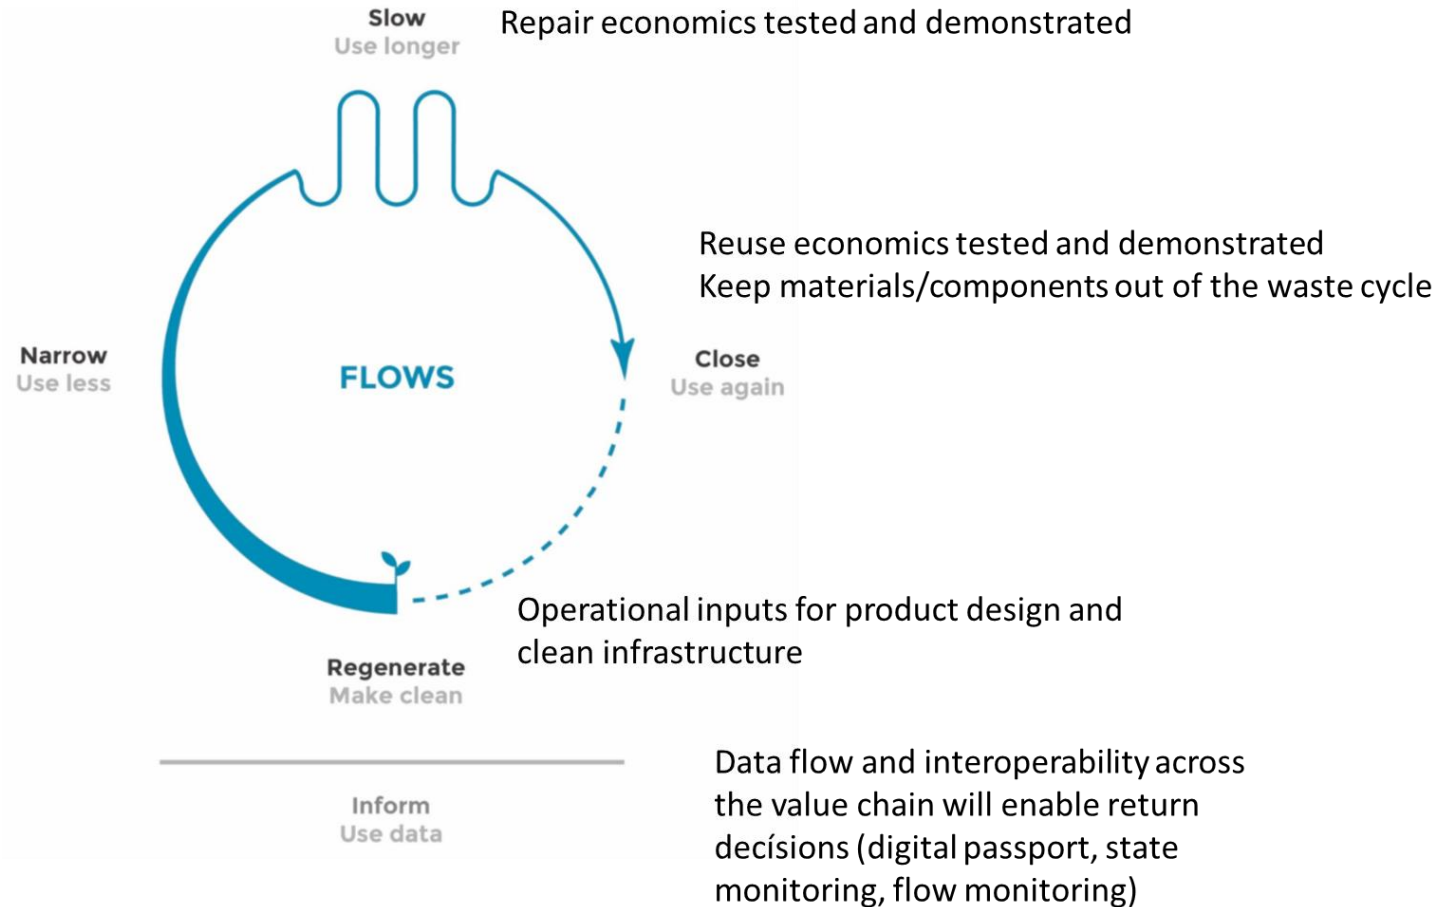 Slow
Use longer
Repair economics tested and demonstrated
Reuse economics tested and demonstrated
Keep materials/components out of the waste cycle
Narrow
Use less
FLOWS
Close
Use again
Operational inputs for product design and
clean infrastructure
Regenerate
Make clean
Data flow and interoperability across
the value chain will enable return
decísions (digital passport, state
monitoring, flow monitoring)
Inform
Use data